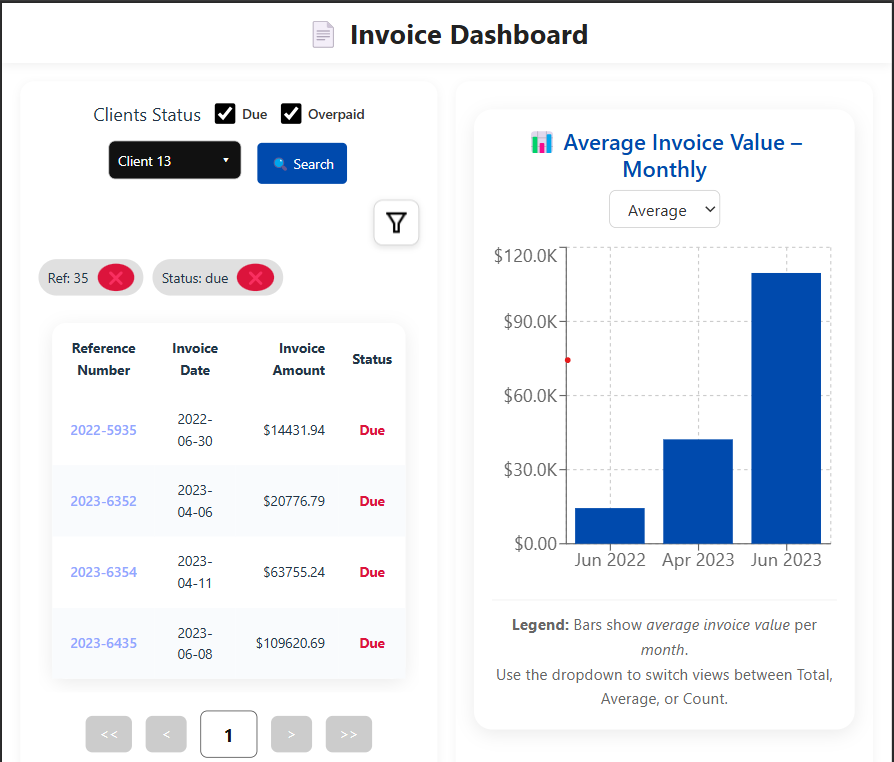 Invoice Dashboard
Clients Status Due Overpaid
Client 13 Search
Ref: 35 Status: due
Reference Number Invoice Date Invoice Amount Status
2022-5935 2022-06-30 $14431.94 Due
2023-6352 2023-04-06 $20776.79 Due
2023-6354 2023-04-11 $63755.24 Due
2023-6435 2023-06-08 $109620.69 Due
<< < 1 > >>
Average Invoice Value –
Monthly
Average
$120.0K
$90.0K
$60.0K
$30.0K
$0.00
Jun 2022 Apr 2023 Jun 2023
Legend: Bars show average invoice value per
month.
Use the dropdown to switch views between Total,
Average, or Count.